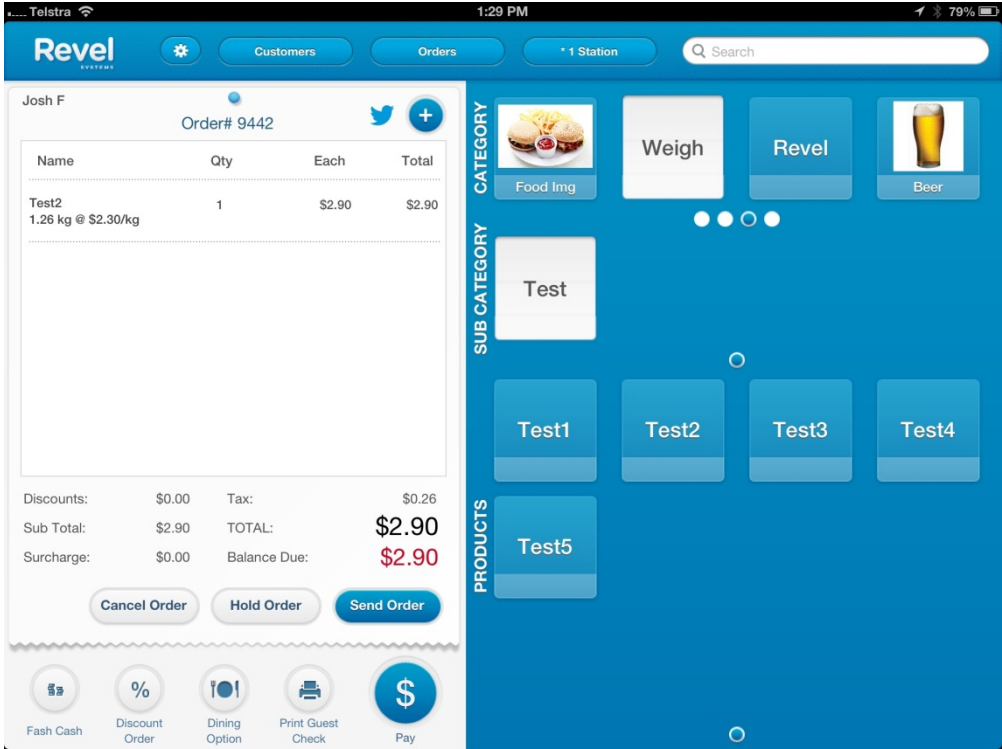 Telstra 1:29 PM 79%
Revel
SYSTEMS
Customers
Orders
* 1 Station
Search
Josh F
Order# 9442
Name Qty Each Total
Test2 1 $2.90 $2.90
1.26 kg @ $2.30/kg
Discounts: $0.00 Tax: $0.26
Sub Total: $2.90 TOTAL: $2.90
Surcharge: $0.00 Balance Due: $2.90
Cancel Order
Hold Order
Send Order
Fash Cash
%
Discount
Order
Dining
Option
Print Guest
Check
$
Pay
CATEGORY
Food Img
Weigh
Revel
Beer
SUB CATEGORY
Test
PRODUCTS
Test1
Test2
Test3
Test4
Test5